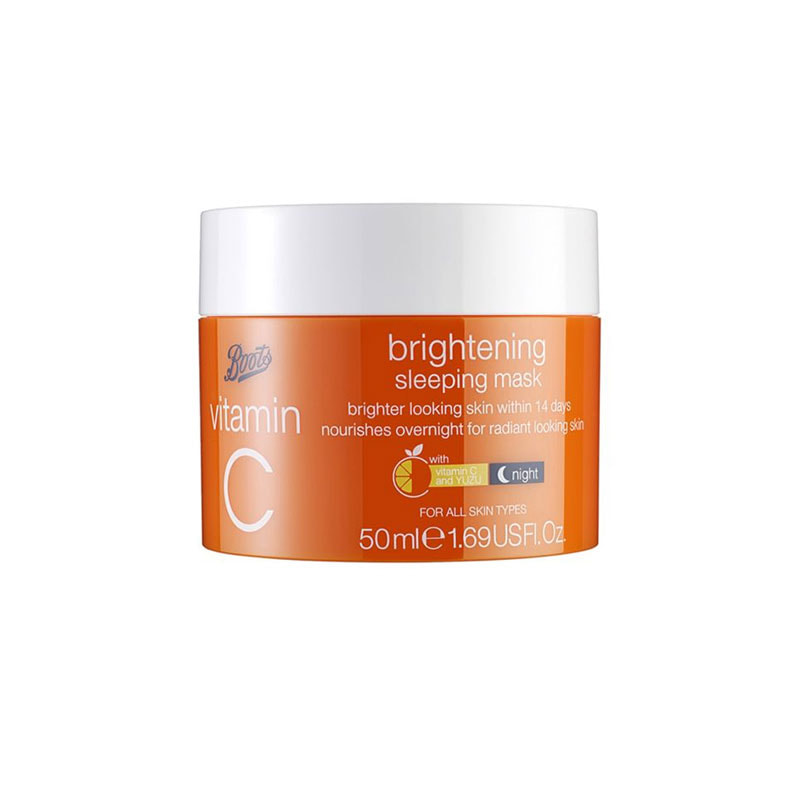 Boots
vitamin
C
brightening
sleeping mask
brighter looking skin within 14 days
nourishes overnight for radiant looking skin
with
vitamin C
and YUZU
night
FOR ALL SKIN TYPES
50ml℮1.69USFl.Oz.